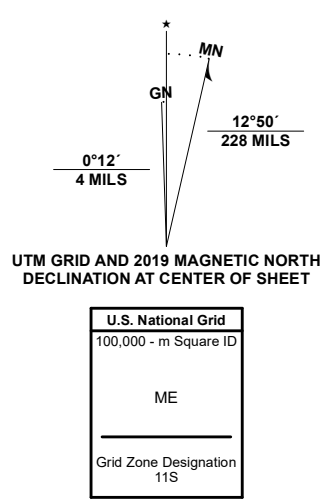 ★
MN
GN
12°50´
228 MILS
0°12´
4 MILS
UTM GRID AND 2019 MAGNETIC NORTH
DECLINATION AT CENTER OF SHEET
U.S. National Grid
100,000 - m Square ID
ME
Grid Zone Designation
11S